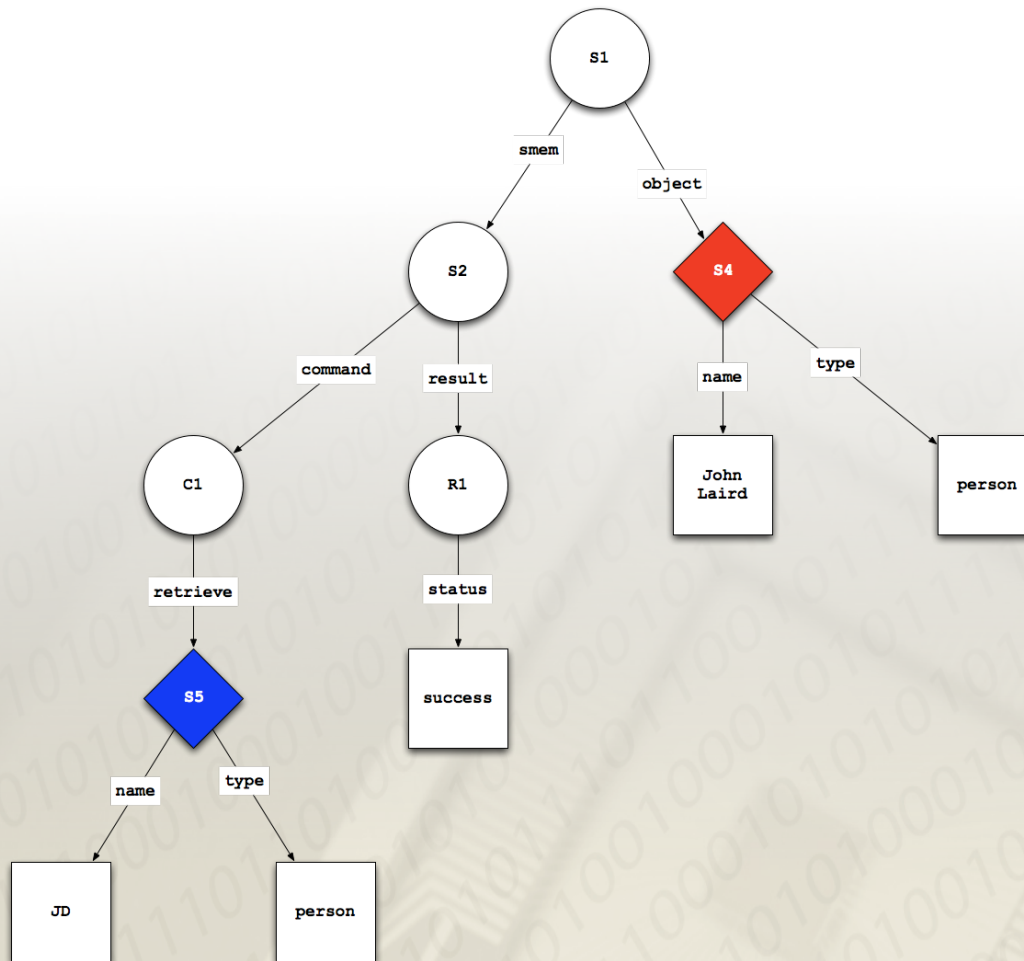 S1
smem
object
S2
S4
command
result
name
type
C1
R1
John
Laird
person
retrieve
status
S5
success
name
type
JD
person